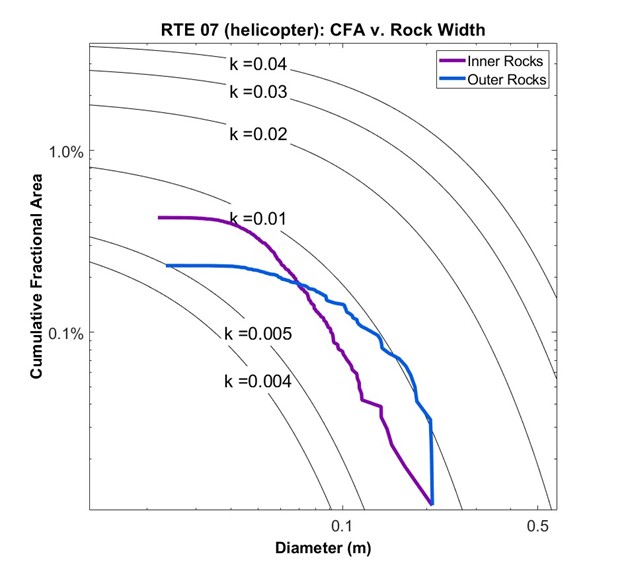 RTE 07 (helicopter): CFA v. Rock Width
Inner Rocks
Outer Rocks
k =0.04
k =0.03
k =0.02
1.0%
k =0.01
k =0.005
0.1%
k =0.004
Cumulative Fractional Area
0.1
0.5
Diameter (m)